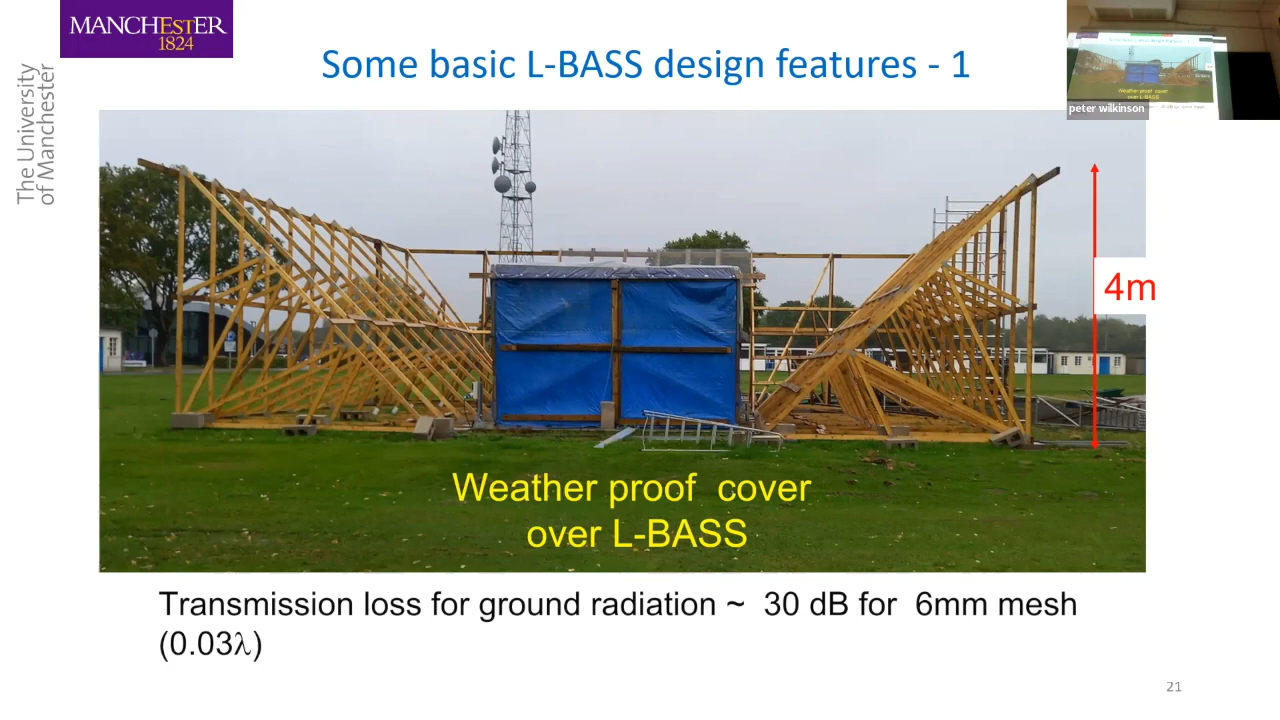 MANCHESTER
1824
The University
of Manchester
Some basic L-BASS design features - 1
peter wilkinson
4m
Weather proof cover
over L-BASS
Transmission loss for ground radiation ~ 30 dB for 6mm mesh
(0.03λ)
21